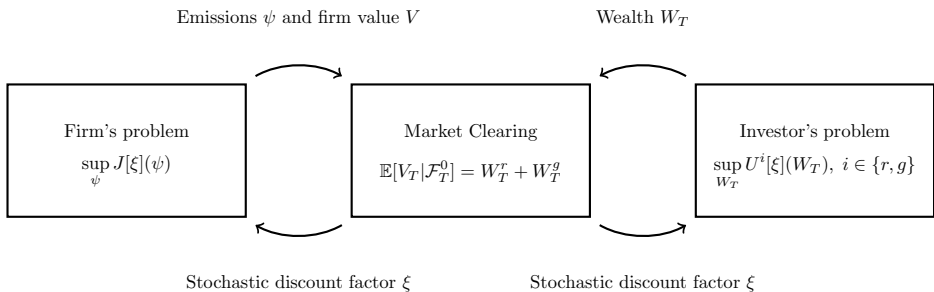 Emissions ψ and firm value V
Wealth W_T
Firm's problem
sup_ψ J[ξ](ψ)
Market Clearing
𝔼[V_T|ℱ_T^0] = W_T^r + W_T^g
Investor's problem
sup_{W_T} U^i[ξ](W_T), i ∈ {r, g}
Stochastic discount factor ξ
Stochastic discount factor ξ